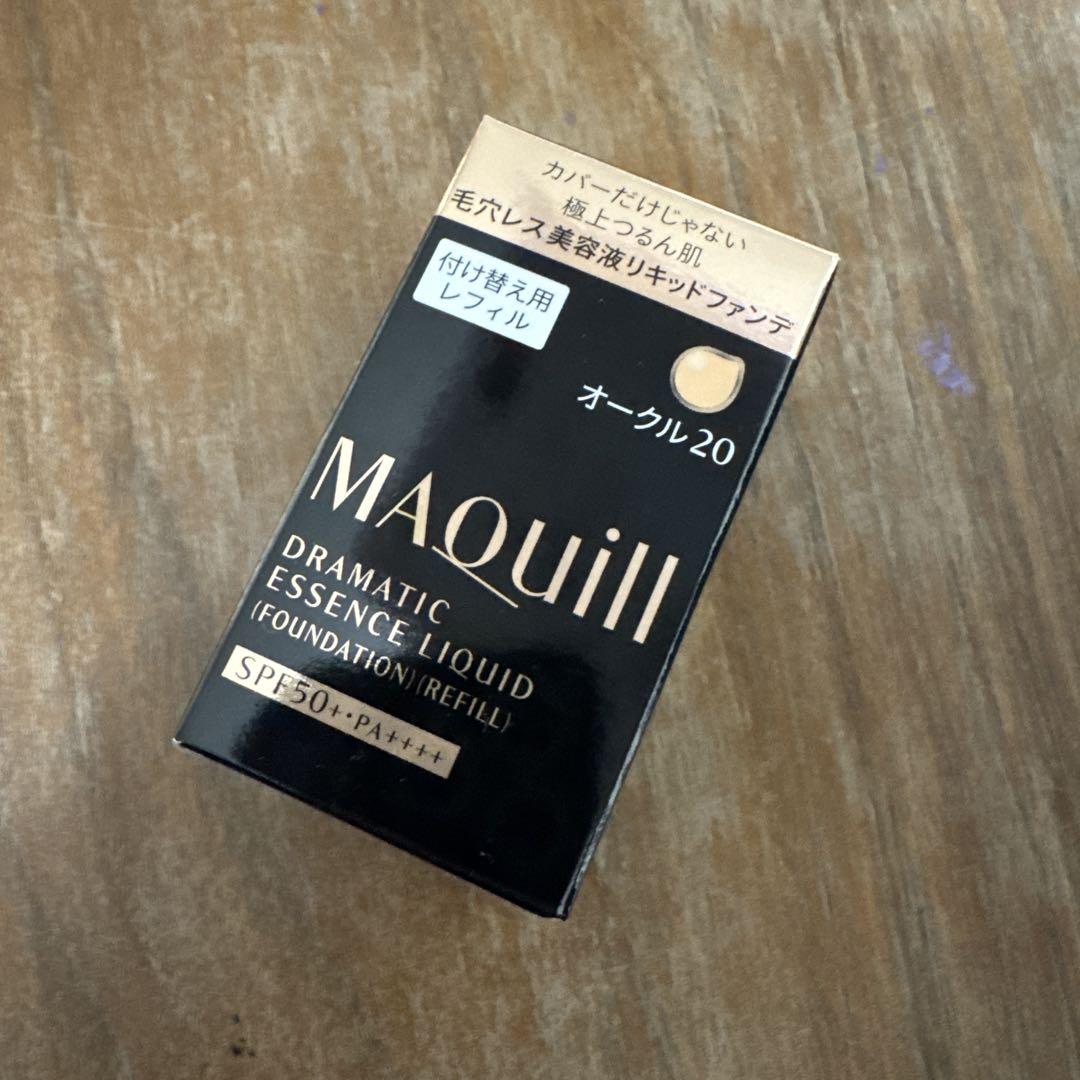 カバーだけじゃない
極上つるん肌
毛穴レス美容液リキッドファンデ
付け替え用
レフィル
オークル20
MAQuill
DRAMATIC
ESSENCE LIQUID
(FOUNDATION)(REFILL)
SPF50+・PA++++